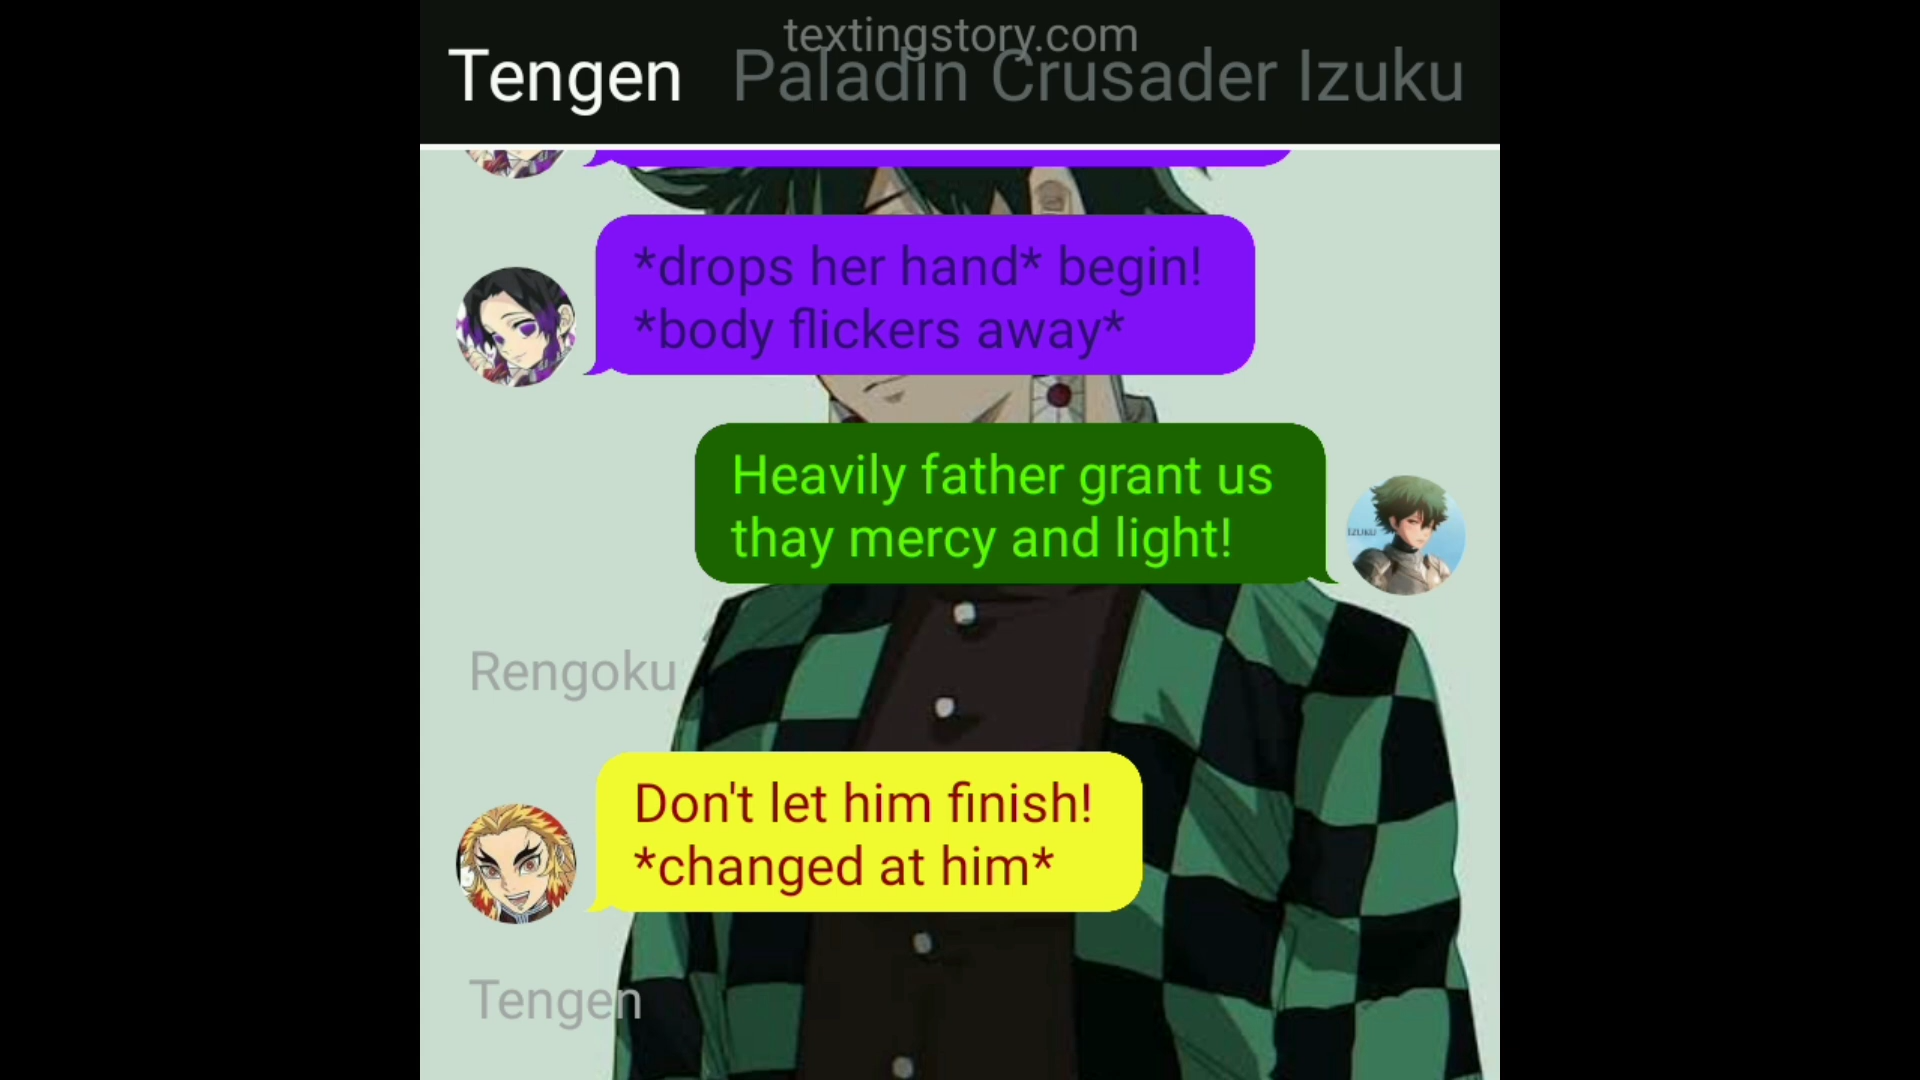 textingstory.com
Tengen Paladin Crusader Izuku
*drops her hand* begin!
*body flickers away*
Heavily father grant us
thay mercy and light!
IZUKU
Rengoku
Don't let him finish!
*changed at him*
Tengen